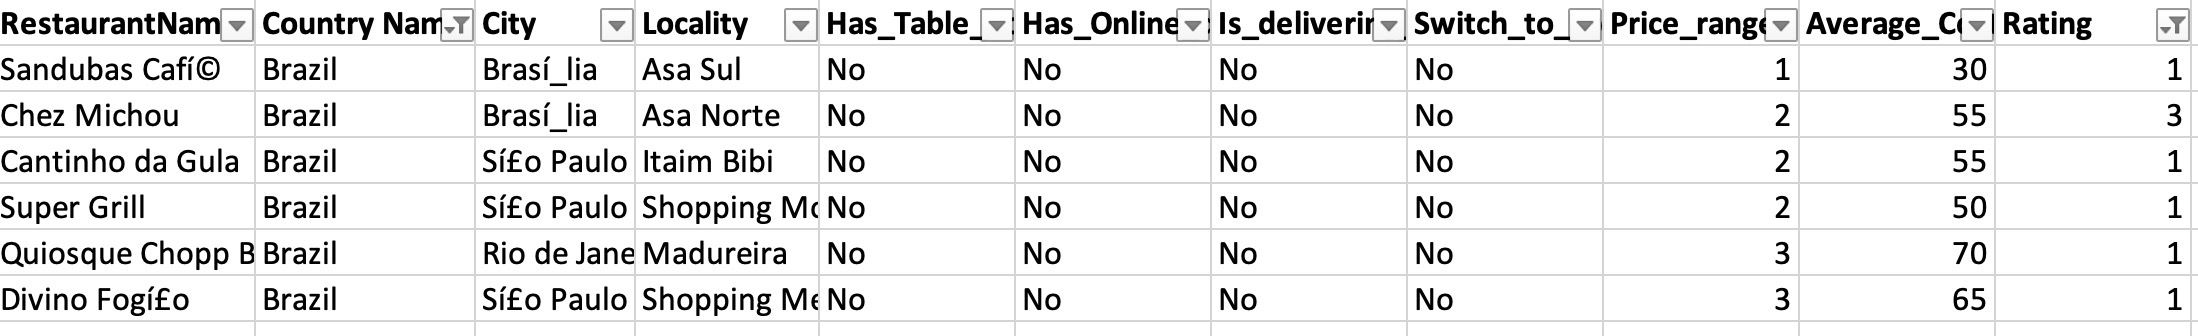 RestaurantNam Country Nam City Locality Has_Table_ Has_Online Is_deliverin Switch_to_ Price_range Average_Co Rating
Sandubas Cafí© Brazil Brasí_lia Asa Sul No No No No 1 30 1
Chez Michou Brazil Brasí_lia Asa Norte No No No No 2 55 3
Cantinho da Gula Brazil Sí£o Paulo Itaim Bibi No No No No 2 55 1
Super Grill Brazil Sí£o Paulo Shopping Mo No No No No 2 50 1
Quiosque Chopp B Brazil Rio de Jane Madureira No No No No 3 70 1
Divino Fogí£o Brazil Sí£o Paulo Shopping Me No No No No 3 65 1